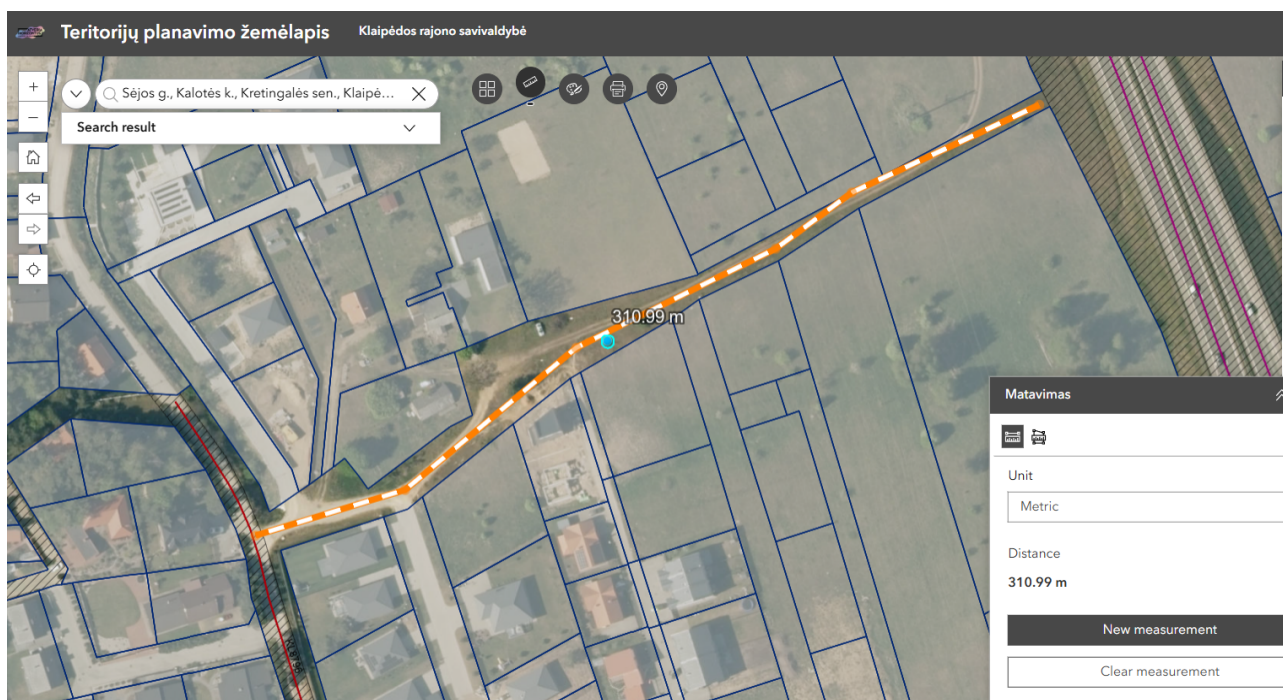 Teritorijų planavimo žemėlapis
Klaipėdos rajono savivaldybė
+
Sėjos g., Kalotės k., Kretingalės sen., Klaipė...
−
Search result
310.99 m
Matavimas
Unit
Metric
Distance
310.99 m
New measurement
Clear measurement